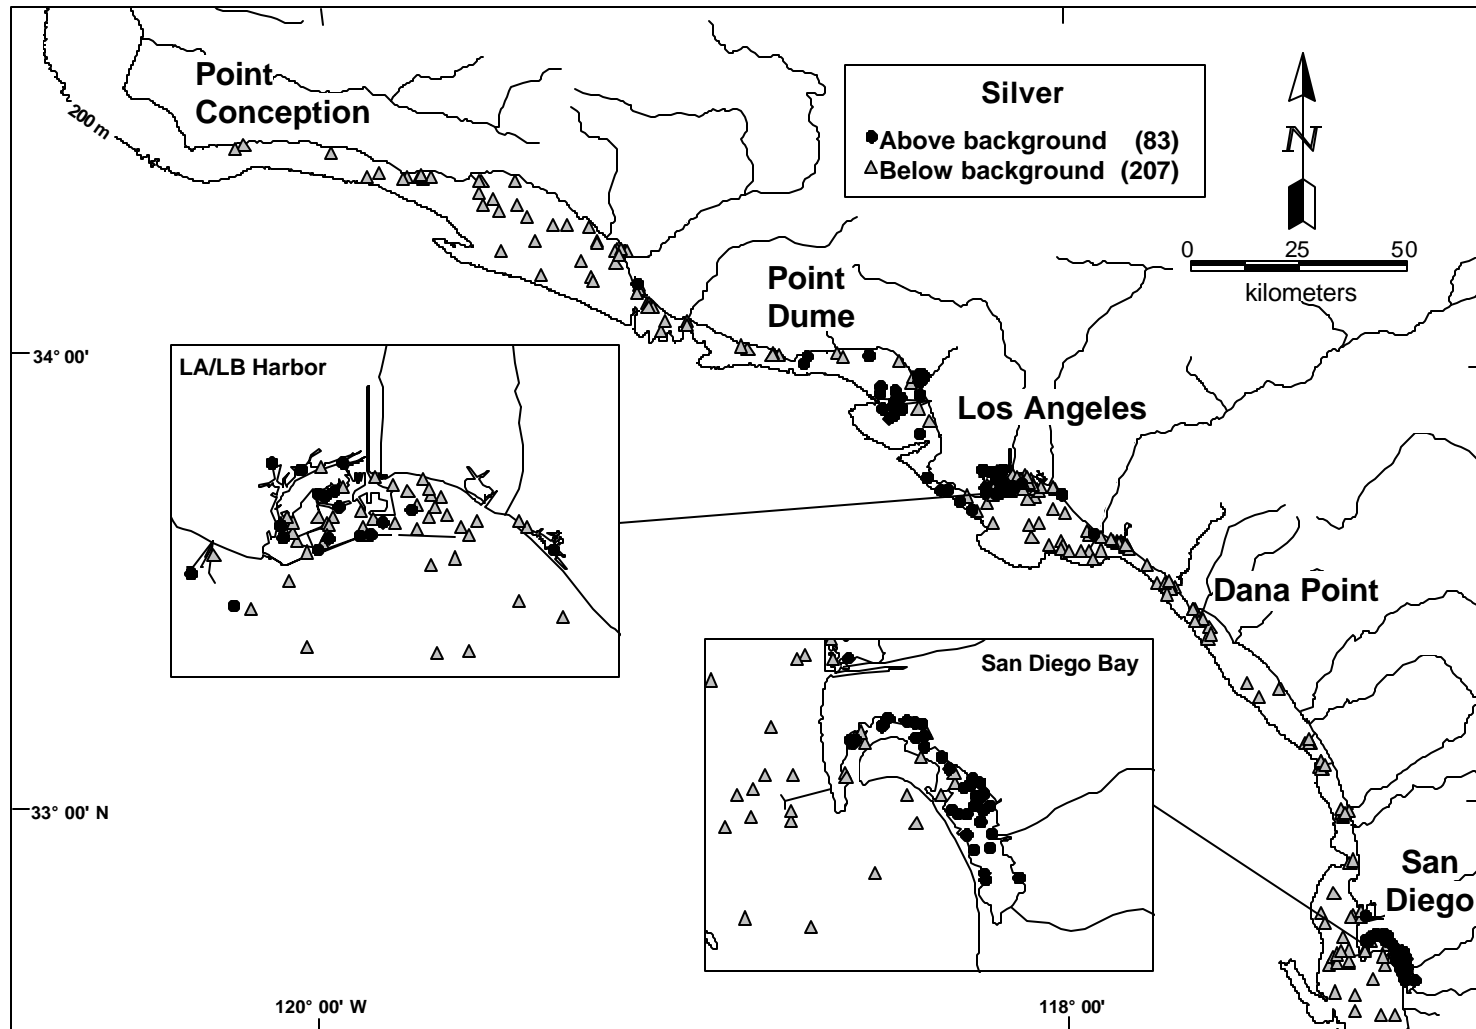 Point
Conception
200 m
Silver
Above background (83)
Below background (207)
N
0 25 50
kilometers
Point
Dume
34° 00'
LA/LB Harbor
Los Angeles
Dana Point
San Diego Bay
33° 00' N
San
Diego
120° 00' W
118° 00'